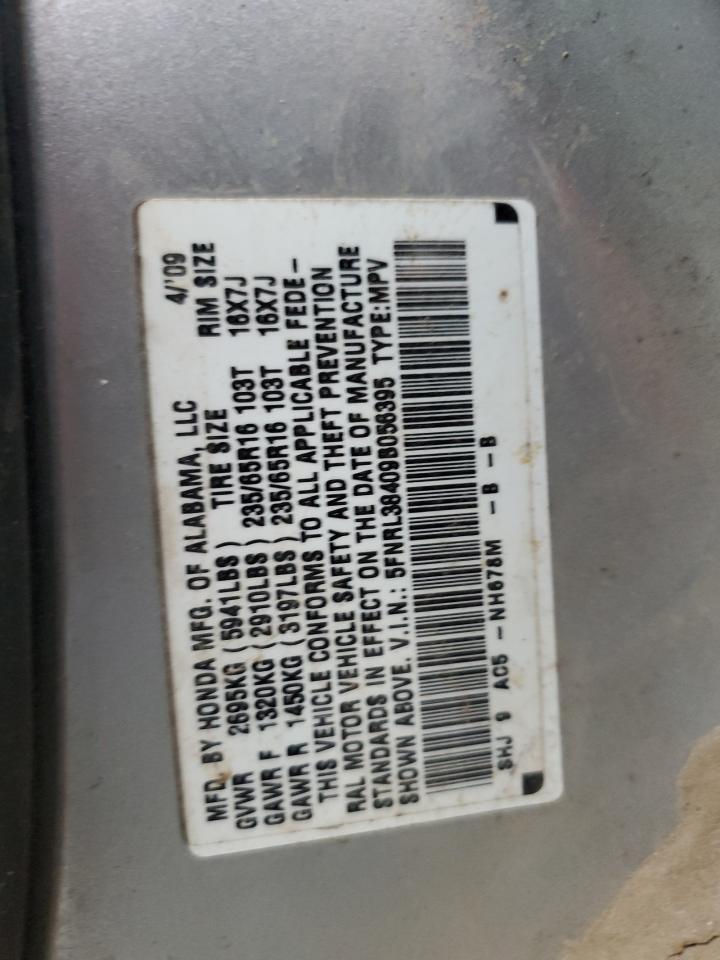 MFD. BY HONDA MFG. OF ALABAMA, LLC 4/'09
GVWR 2695KG (5941LBS) TIRE SIZE RIM SIZE
GAWR F 1320KG (2910LBS) 235/65R16 103T 16X7J
GAWR R 1450KG (3197LBS) 235/65R16 103T 16X7J
THIS VEHICLE CONFORMS TO ALL APPLICABLE FEDE-
RAL MOTOR VEHICLE SAFETY AND THEFT PREVENTION
STANDARDS IN EFFECT ON THE DATE OF MANUFACTURE
SHOWN ABOVE. V.I.N.: 5FNRL38409B056395 TYPE:MPV
SHJ 9 AC5 - NH678M - B - B